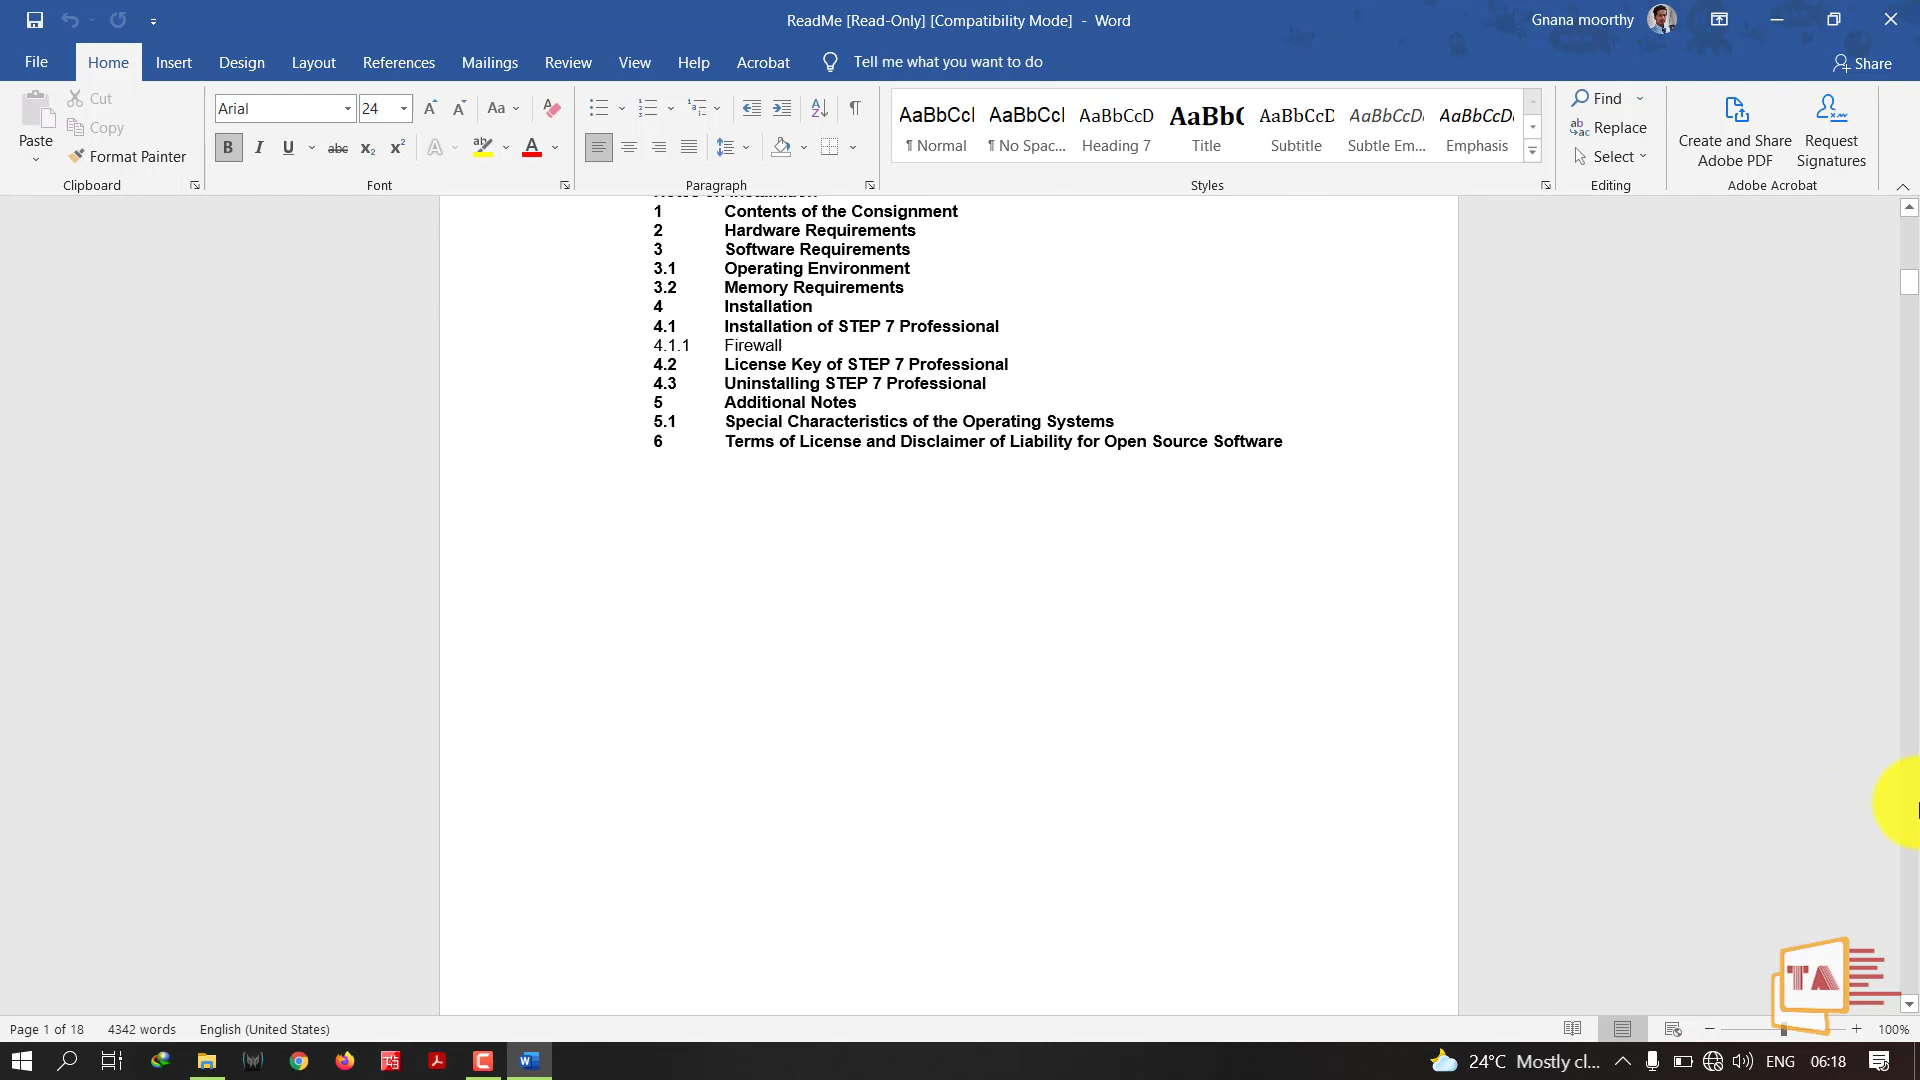 ReadMe [Read-Only] [Compatibility Mode] - Word
Gnana moorthy
File Home Insert Design Layout References Mailings Review View Help Acrobat Tell me what you want to do Share
Paste
Cut
Copy
Format Painter
Clipboard
Arial 24
Font
Paragraph
AaBbCcI AaBbCcI AaBbCcD AaBb( AaBbCcD AaBbCcD AaBbCcD
¶ Normal ¶ No Spac... Heading 7 Title Subtitle Subtle Em... Emphasis
Styles
Find
Replace
Select
Editing
Create and Share
Adobe PDF
Request
Signatures
Adobe Acrobat
1 Contents of the Consignment
2 Hardware Requirements
3 Software Requirements
3.1 Operating Environment
3.2 Memory Requirements
4 Installation
4.1 Installation of STEP 7 Professional
4.1.1 Firewall
4.2 License Key of STEP 7 Professional
4.3 Uninstalling STEP 7 Professional
5 Additional Notes
5.1 Special Characteristics of the Operating Systems
6 Terms of License and Disclaimer of Liability for Open Source Software
TA
Page 1 of 18 4342 words English (United States) 100%
24°C Mostly cl... ENG 06:18